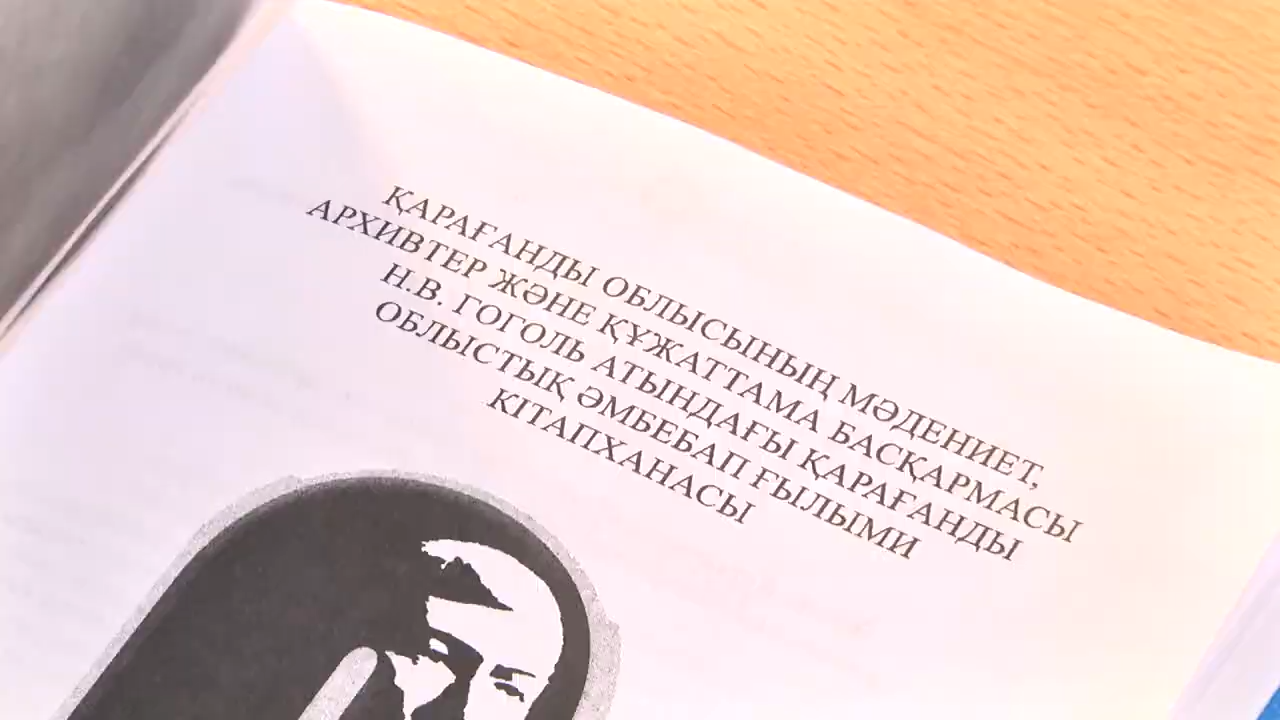 ҚАРАҒАНДЫ ОБЛЫСЫНЫҢ МӘДЕНИЕТ,
АРХИВТЕР ЖӘНЕ ҚҰЖАТТАМА БАСҚАРМАСЫ
Н.В. ГОГОЛЬ АТЫНДАҒЫ ҚАРАҒАНДЫ
ОБЛЫСТЫҚ ӘМБЕБАП ҒЫЛЫМИ
КІТАПХАНАСЫ